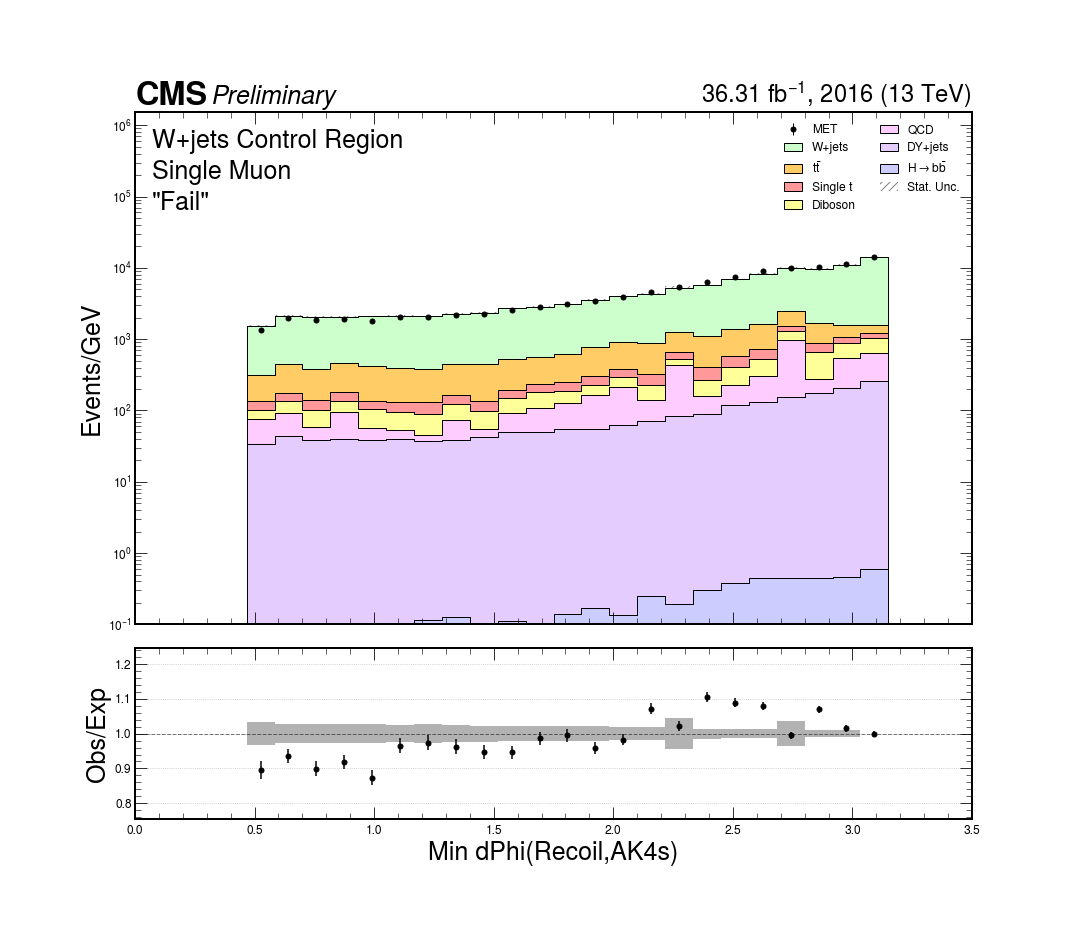 CMS Preliminary
36.31 fb⁻¹, 2016 (13 TeV)
W+jets Control Region
Single Muon
"Fail"
MET
W+jets
tt̄
Single t
Diboson
QCD
DY+jets
H→bb̄
Stat. Unc.
Events/GeV
10⁶
10⁵
10⁴
10³
10²
10¹
10⁰
10⁻¹
Obs/Exp
1.2
1.1
1.0
0.9
0.8
0.0 0.5 1.0 1.5 2.0 2.5 3.0 3.5
Min dPhi(Recoil,AK4s)